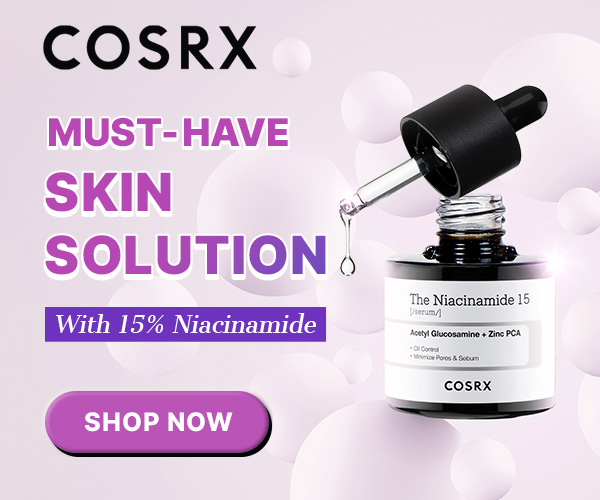 COSRX
MUST-HAVE
SKIN
SOLUTION
With 15% Niacinamide
SHOP NOW
The Niacinamide 15
[/serum/]
Acetyl Glucosamine + Zinc PCA
• Oil Control
• Minimize Pores & Sebum
COSRX